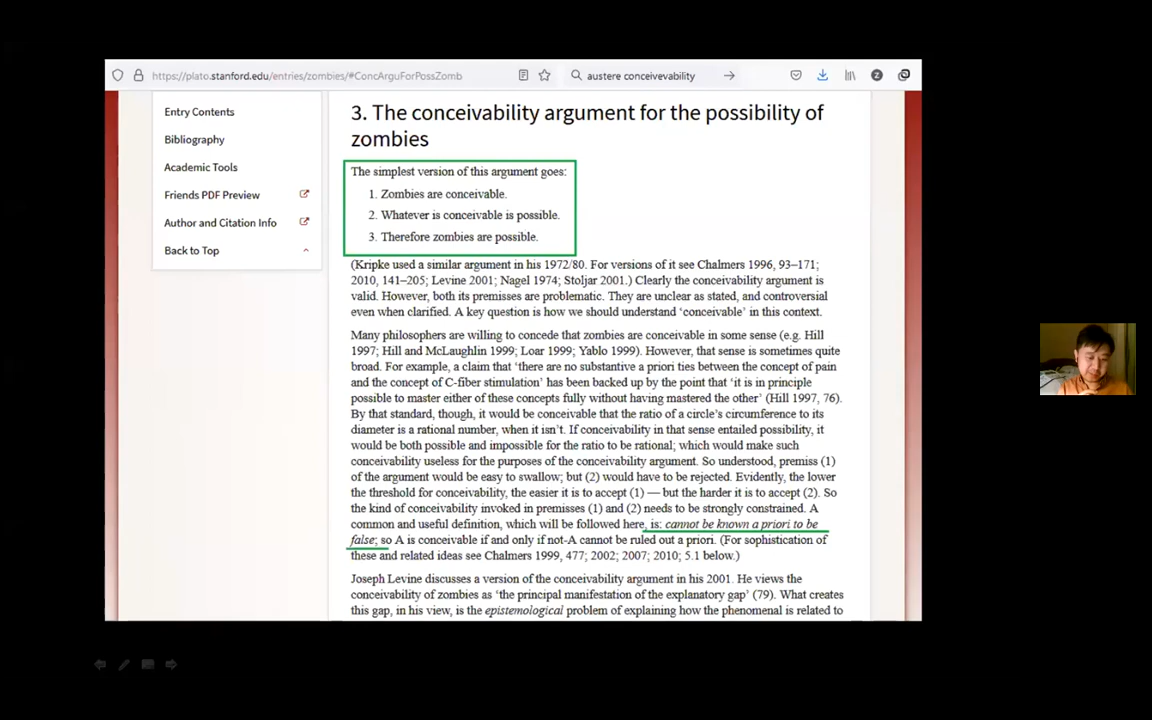 https://plato.stanford.edu/entries/zombies/#ConcArguForPossZomb
austere conceivevability
Entry Contents
Bibliography
Academic Tools
Friends PDF Preview
Author and Citation Info
Back to Top
3. The conceivability argument for the possibility of
zombies
The simplest version of this argument goes:
1. Zombies are conceivable.
2. Whatever is conceivable is possible.
3. Therefore zombies are possible.
(Kripke used a similar argument in his 1972/80. For versions of it see Chalmers 1996, 93–171;
2010, 141–205; Levine 2001; Nagel 1974; Stoljar 2001.) Clearly the conceivability argument is
valid. However, both its premisses are problematic. They are unclear as stated, and controversial
even when clarified. A key question is how we should understand ‘conceivable’ in this context.
Many philosophers are willing to concede that zombies are conceivable in some sense (e.g. Hill
1997; Hill and McLaughlin 1999; Loar 1999; Yablo 1999). However, that sense is sometimes quite
broad. For example, a claim that ‘there are no substantive a priori ties between the concept of pain
and the concept of C-fiber stimulation’ has been backed up by the point that ‘it is in principle
possible to master either of these concepts fully without having mastered the other’ (Hill 1997, 76).
By that standard, though, it would be conceivable that the ratio of a circle’s circumference to its
diameter is a rational number, when it isn’t. If conceivability in that sense entailed possibility, it
would be both possible and impossible for the ratio to be rational; which would make such
conceivability useless for the purposes of the conceivability argument. So understood, premiss (1)
of the argument would be easy to swallow; but (2) would have to be rejected. Evidently, the lower
the threshold for conceivability, the easier it is to accept (1) — but the harder it is to accept (2). So
the kind of conceivability invoked in premisses (1) and (2) needs to be strongly constrained. A
common and useful definition, which will be followed here, is: cannot be known a priori to be
false; so A is conceivable if and only if not-A cannot be ruled out a priori. (For sophistication of
these and related ideas see Chalmers 1999, 477; 2002; 2007; 2010; 5.1 below.)
Joseph Levine discusses a version of the conceivability argument in his 2001. He views the
conceivability of zombies as ‘the principal manifestation of the explanatory gap’ (79). What creates
this gap, in his view, is the epistemological problem of explaining how the phenomenal is related to